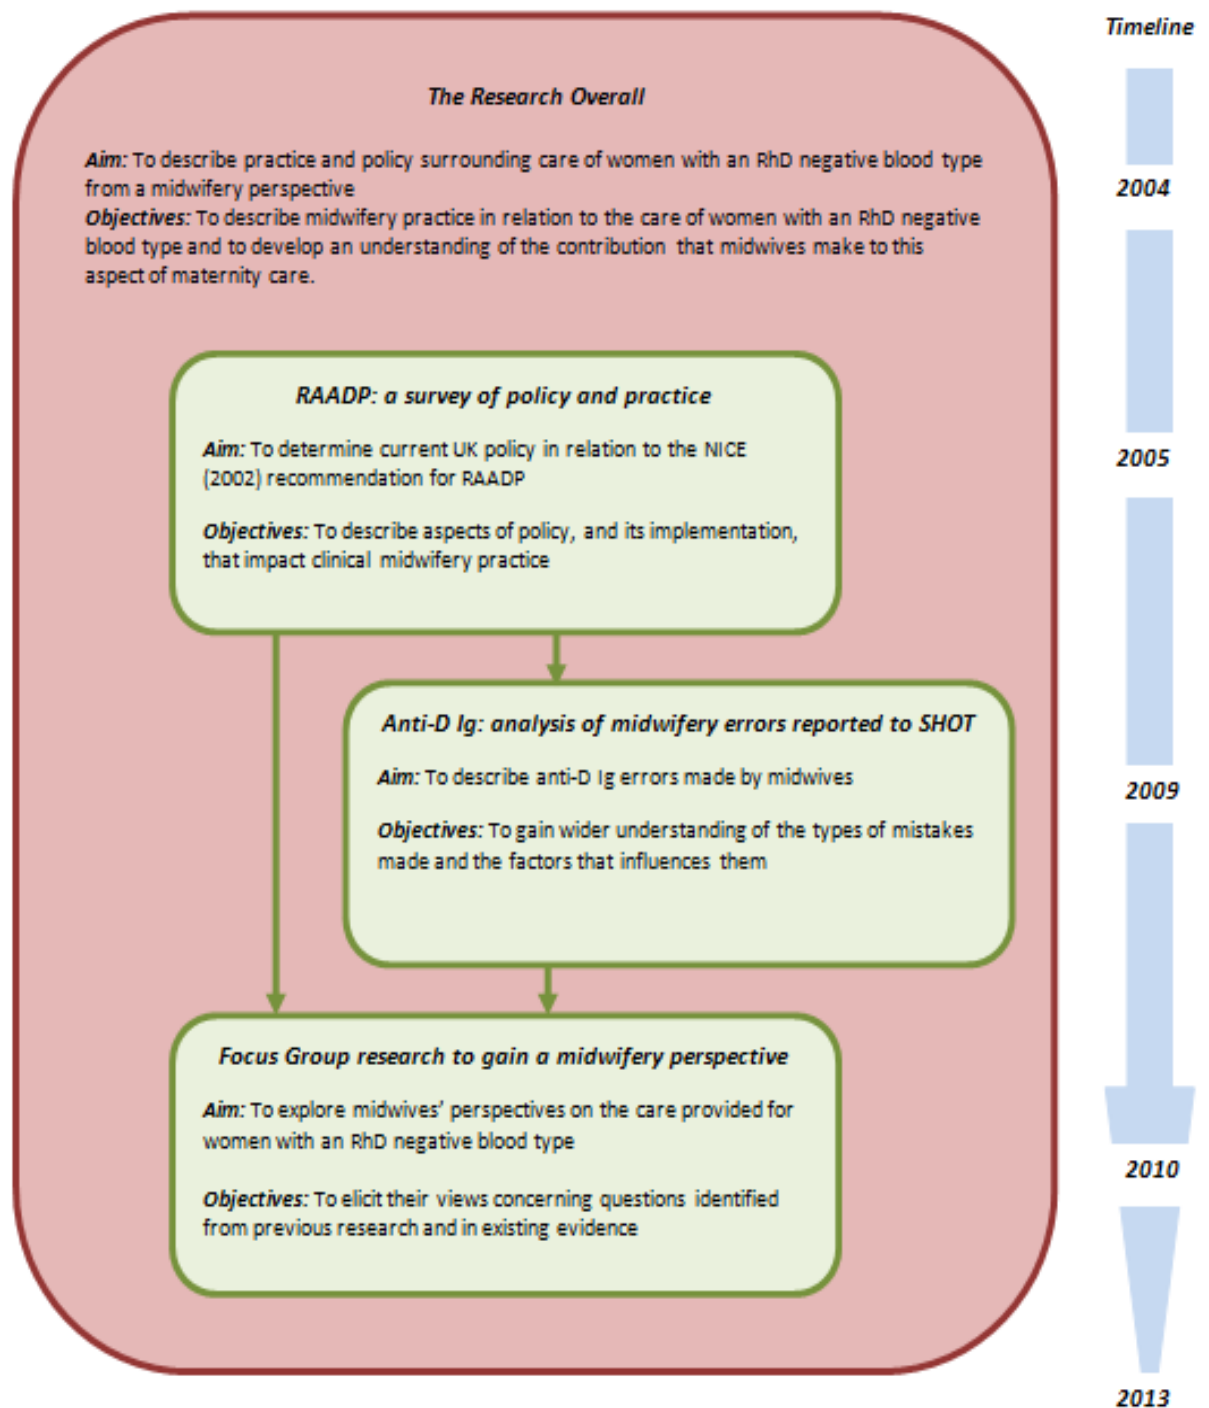 Timeline
The Research Overall
Aim: To describe practice and policy surrounding care of women with an RhD negative blood type
from a midwifery perspective
Objectives: To describe midwifery practice in relation to the care of women with an RhD negative
blood type and to develop an understanding of the contribution that midwives make to this
aspect of maternity care.
2004
RAADP: a survey of policy and practice
Aim: To determine current UK policy in relation to the NICE
(2002) recommendation for RAADP
Objectives: To describe aspects of policy, and its implementation,
that impact clinical midwifery practice
2005
Anti-D Ig: analysis of midwifery errors reported to SHOT
Aim: To describe anti-D Ig errors made by midwives
Objectives: To gain wider understanding of the types of mistakes
made and the factors that influences them
2009
Focus Group research to gain a midwifery perspective
Aim: To explore midwives' perspectives on the care provided for
women with an RhD negative blood type
Objectives: To elicit their views concerning questions identified
from previous research and in existing evidence
2010
2013